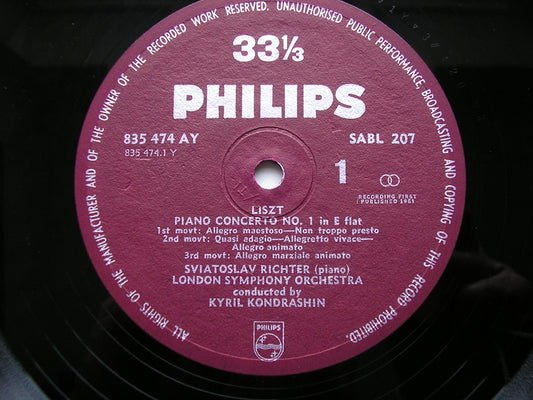 ALL RIGHTS OF THE MANUFACTURER AND OF THE OWNER OF THE RECORDED WORK RESERVED. UNAUTHORISED PUBLIC PERFORMANCE, BROADCASTING AND COPYING OF THIS RECORD PROHIBITED.
33⅓
PHILIPS
835 474 AY
SABL 207
835 474.1 Y
1
RECORDING FIRST
PUBLISHED 1961
LISZT
PIANO CONCERTO NO. 1 in E flat
1st movt: Allegro maestoso—Non troppo presto
2nd movt: Quasi adagio—Allegretto vivace—
Allegro animato
3rd movt: Allegro marziale animato
SVIATOSLAV RICHTER (piano)
LONDON SYMPHONY ORCHESTRA
conducted by
KYRIL KONDRASHIN
PHILIPS